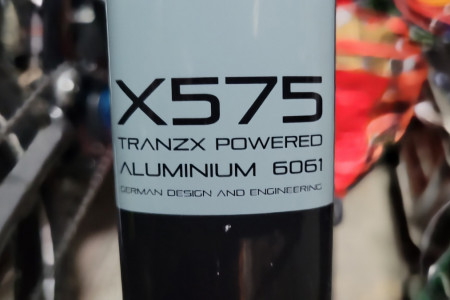 X575
TRANZX POWERED
ALUMINIUM 6061
GERMAN DESIGN AND ENGINEERING